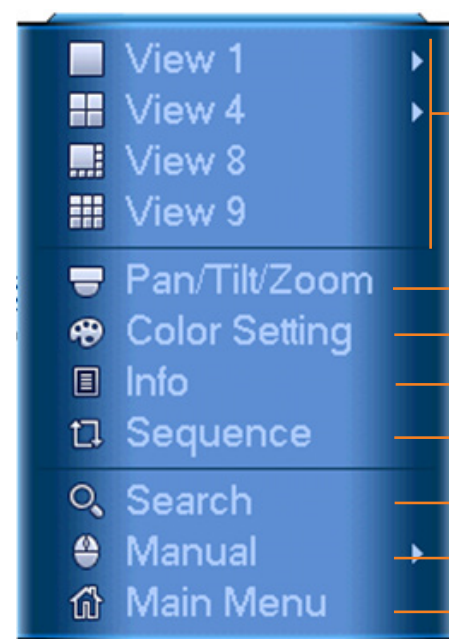 View 1
View 4
View 8
View 9
Pan/Tilt/Zoom
Color Setting
Info
Sequence
Search
Manual
Main Menu